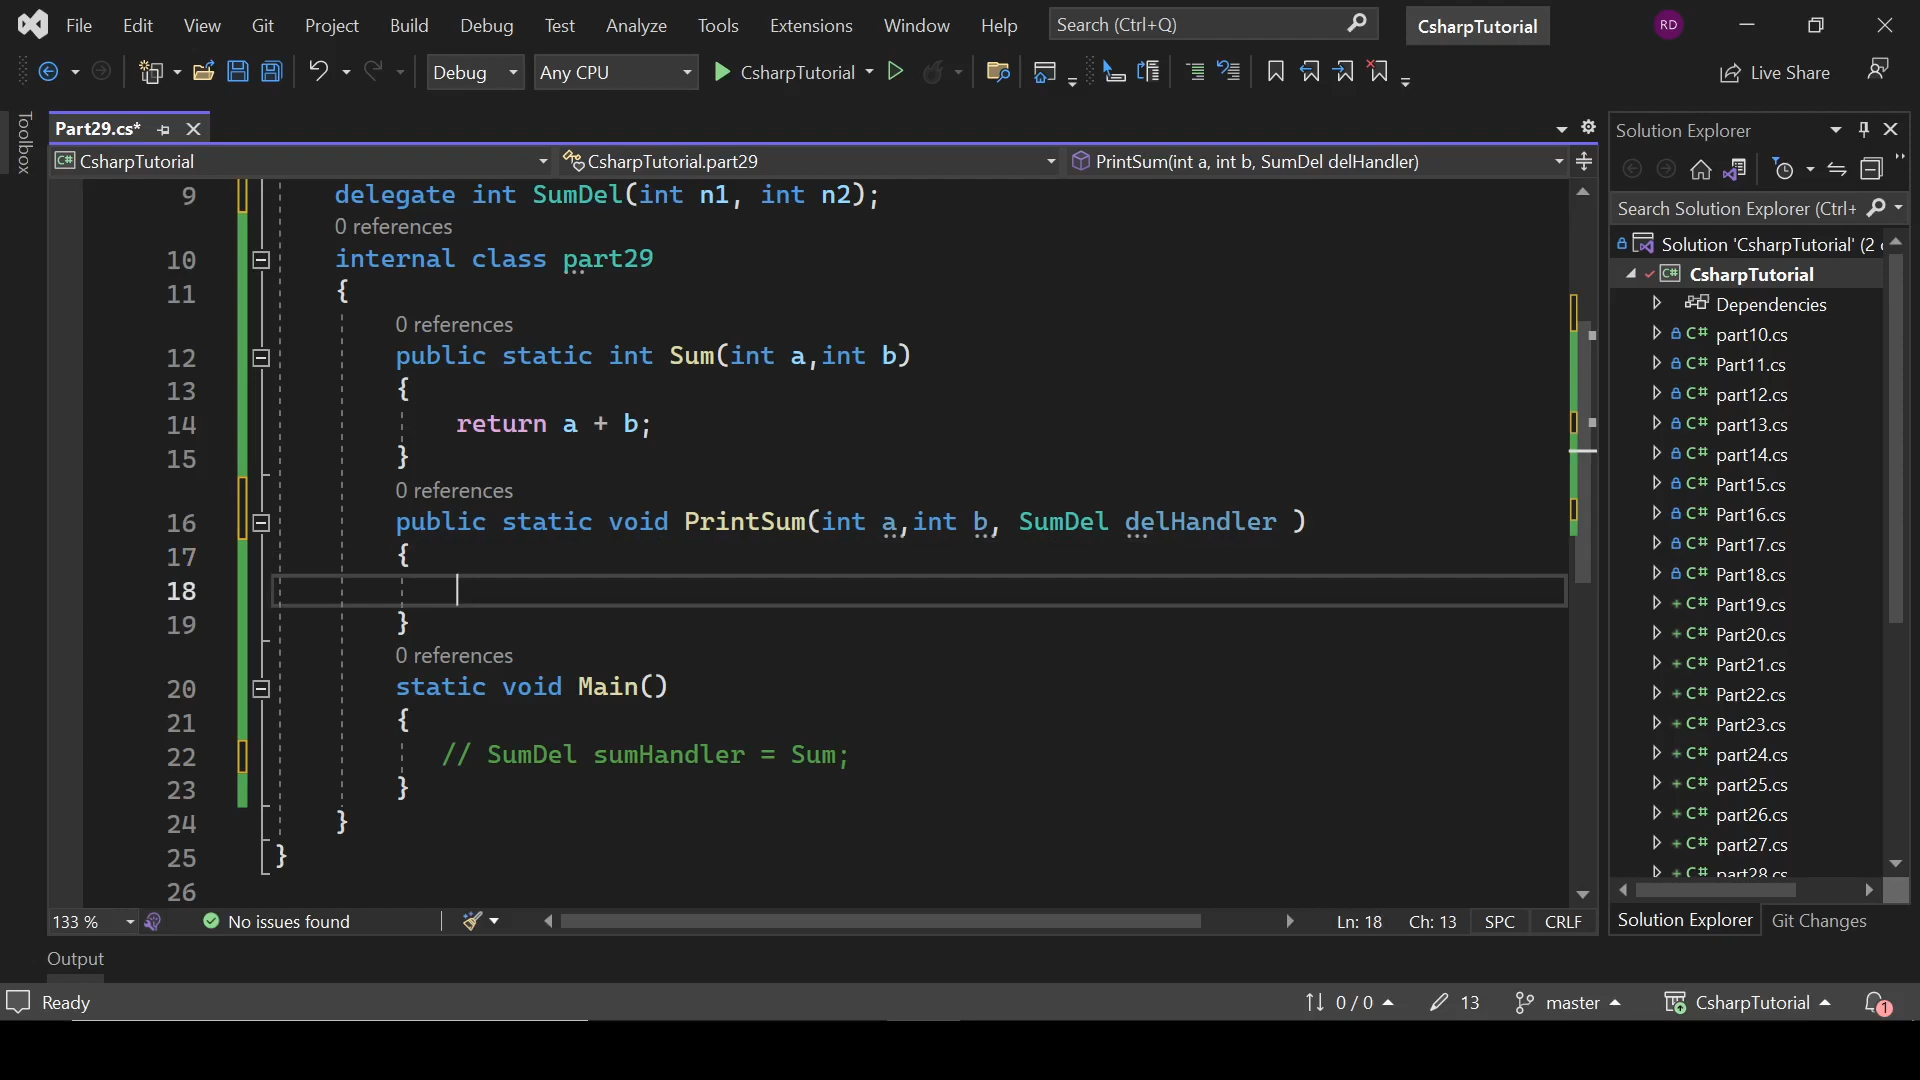 File Edit View Git Project Build Debug Test Analyze Tools Extensions Window Help Search (Ctrl+Q) CsharpTutorial RD
Debug Any CPU CsharpTutorial Live Share
Toolbox
Part29.cs*
CsharpTutorial CsharpTutorial.part29 PrintSum(int a, int b, SumDel delHandler)
9 delegate int SumDel(int n1, int n2);
0 references
10 internal class part29
11 {
0 references
12 public static int Sum(int a,int b)
13 {
14 return a + b;
15 }
0 references
16 public static void PrintSum(int a,int b, SumDel delHandler )
17 {
18
19 }
0 references
20 static void Main()
21 {
22 // SumDel sumHandler = Sum;
23 }
24 }
25 }
26
133 % No issues found Ln: 18 Ch: 13 SPC CRLF
Output
Solution Explorer
Search Solution Explorer (Ctrl+
Solution 'CsharpTutorial' (2
C# CsharpTutorial
Dependencies
C# part10.cs
C# Part11.cs
C# part12.cs
C# part13.cs
C# part14.cs
C# Part15.cs
C# Part16.cs
C# Part17.cs
C# Part18.cs
C# Part19.cs
C# Part20.cs
C# Part21.cs
C# Part22.cs
C# Part23.cs
C# part24.cs
C# part25.cs
C# part26.cs
C# part27.cs
C# part28.cs
Solution Explorer Git Changes
Ready 0 / 0 13 master CsharpTutorial 1